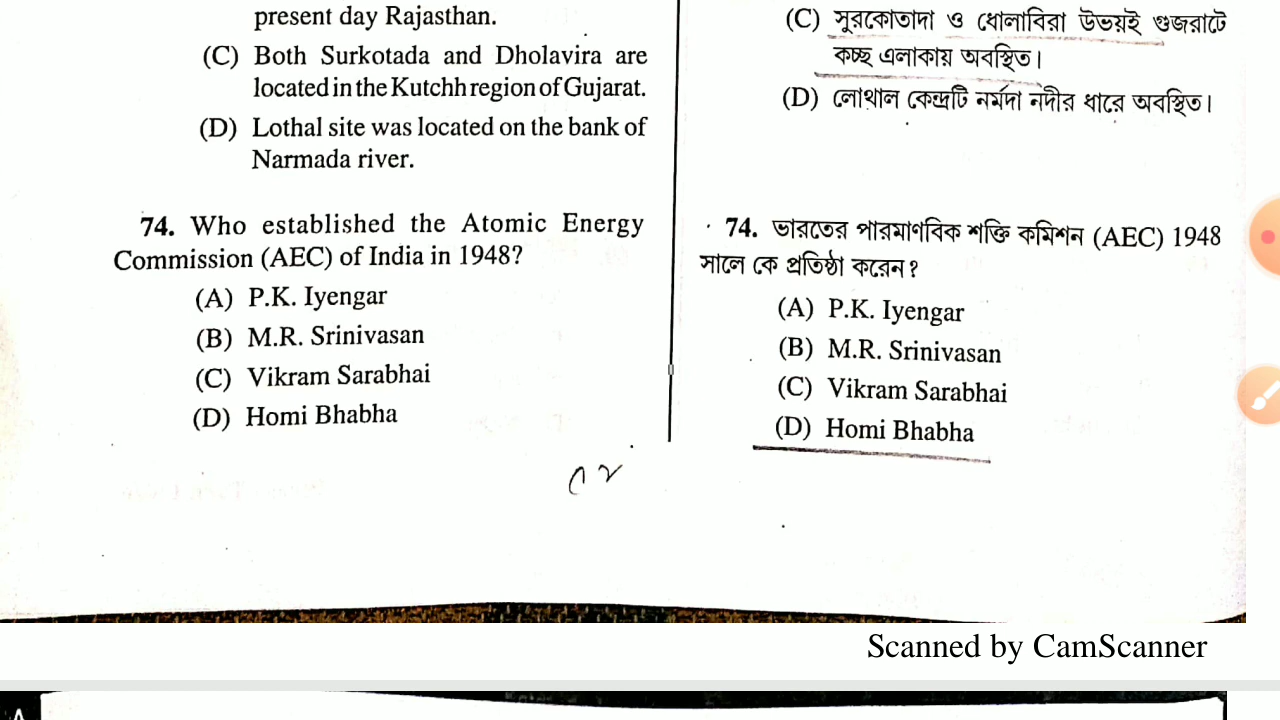 present day Rajasthan.
(C) Both Surkotada and Dholavira are
located in the Kutchh region of Gujarat.
(D) Lothal site was located on the bank of
Narmada river.
74. Who established the Atomic Energy
Commission (AEC) of India in 1948?
(A) P.K. Iyengar
(B) M.R. Srinivasan
(C) Vikram Sarabhai
(D) Homi Bhabha
(C) সুরকোতাদা ও ধোলাবিরা উভয়ই গুজরাটে
কচ্ছ এলাকায় অবস্থিত।
(D) লোথাল কেন্দ্রটি নর্মদা নদীর ধারে অবস্থিত।
74. ভারতের পারমাণবিক শক্তি কমিশন (AEC) 1948
সালে কে প্রতিষ্ঠা করেন?
(A) P.K. Iyengar
(B) M.R. Srinivasan
(C) Vikram Sarabhai
(D) Homi Bhabha
Scanned by CamScanner